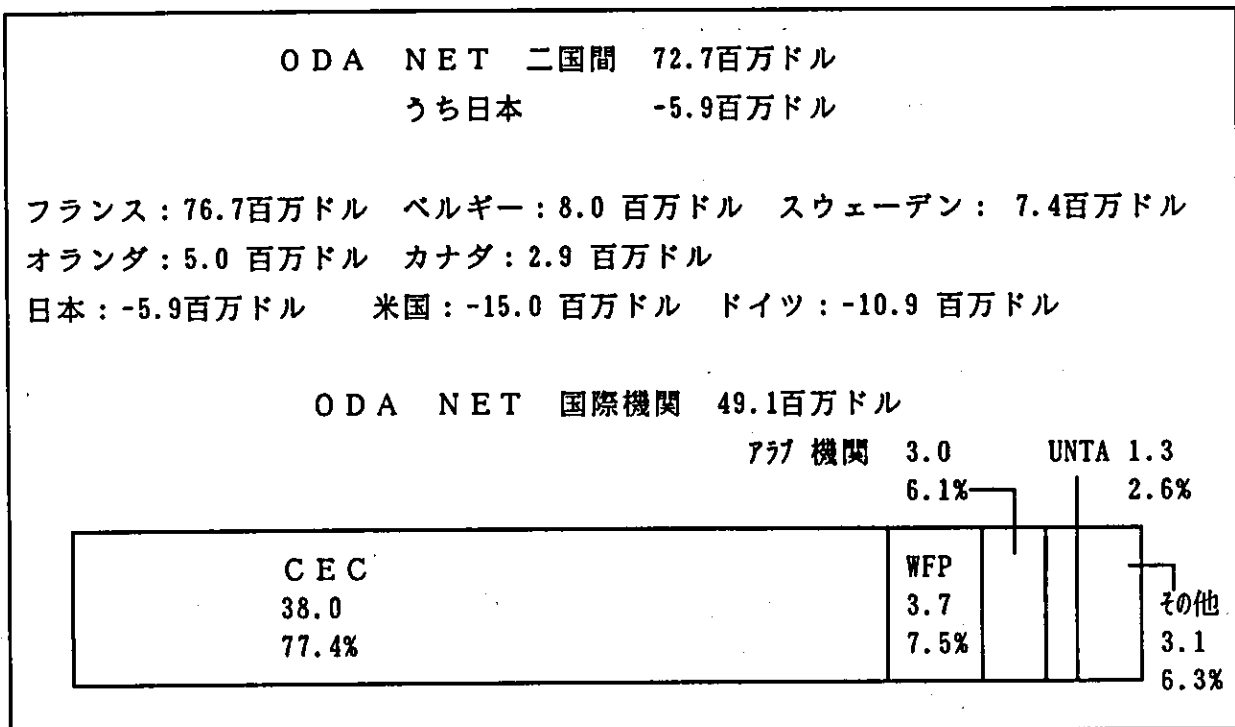 ＯＤＡ　ＮＥＴ　二国間　72.7百万ドル
うち日本　-5.9百万ドル
フランス：76.7百万ドル　ベルギー：8.0 百万ドル　スウェーデン： 7.4百万ドル
オランダ：5.0 百万ドル　カナダ：2.9 百万ドル
日本：-5.9百万ドル　米国：-15.0 百万ドル　ドイツ：-10.9 百万ドル
ＯＤＡ　ＮＥＴ　国際機関　49.1百万ドル
ｱﾗﾌﾞ 機関　3.0　UNTA 1.3
6.1%　2.6%
ＣＥＣ　WFP
38.0　3.7　その他
77.4%　7.5%　3.1
6.3%